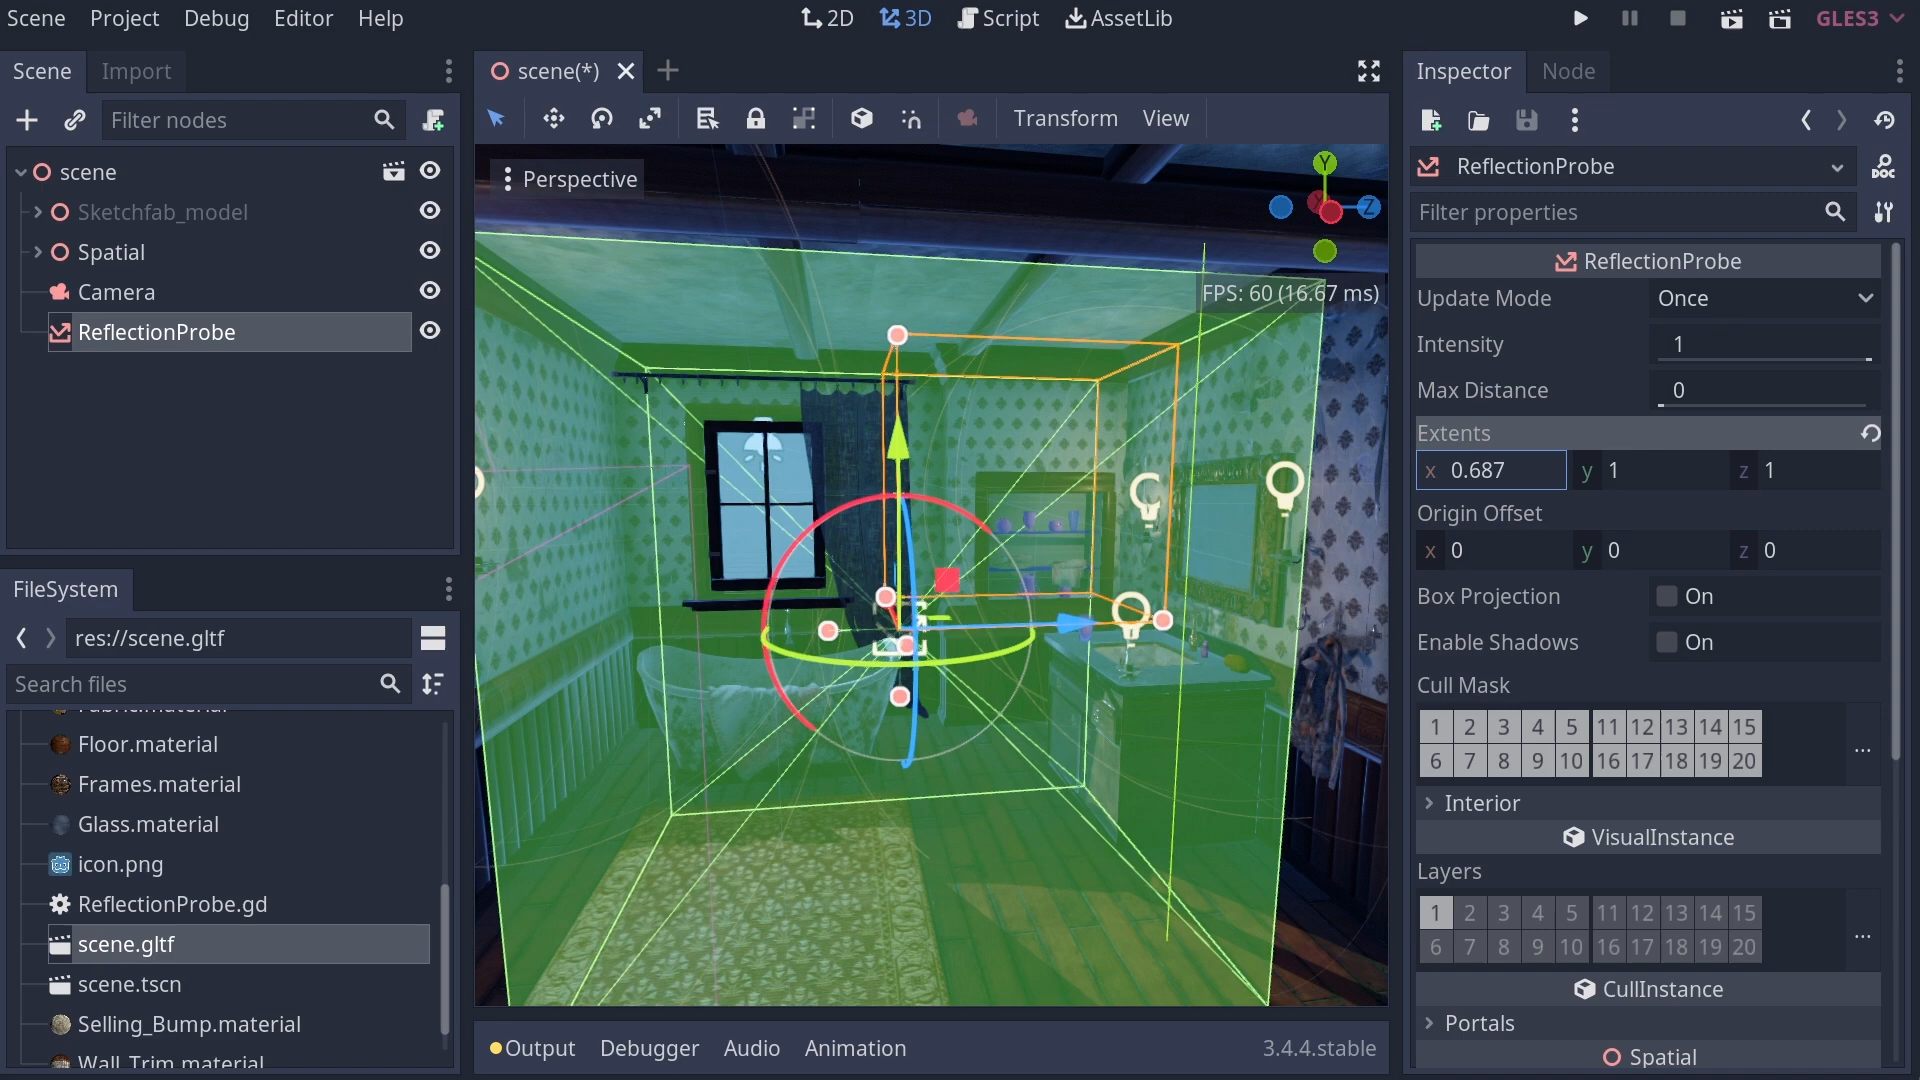 Scene Project Debug Editor Help 2D 3D Script AssetLib GLES3
Scene Import
Filter nodes
scene
Sketchfab_model
Spatial
Camera
ReflectionProbe
FileSystem
res://scene.gltf
Search files
Fabric.material
Floor.material
Frames.material
Glass.material
icon.png
ReflectionProbe.gd
scene.gltf
scene.tscn
Selling_Bump.material
Wall_Trim.material
scene(*)
Transform View
Perspective
Y
Z
FPS: 60 (16.67 ms)
Output Debugger Audio Animation 3.4.4.stable
Inspector Node
ReflectionProbe
DOC
Filter properties
ReflectionProbe
Update Mode Once
Intensity 1
Max Distance 0
Extents
x 0.687 y 1 z 1
Origin Offset
x 0 y 0 z 0
Box Projection On
Enable Shadows On
Cull Mask
1 2 3 4 5 11 12 13 14 15
6 7 8 9 10 16 17 18 19 20
...
Interior
VisualInstance
Layers
1 2 3 4 5 11 12 13 14 15
6 7 8 9 10 16 17 18 19 20
...
CullInstance
Portals
Spatial